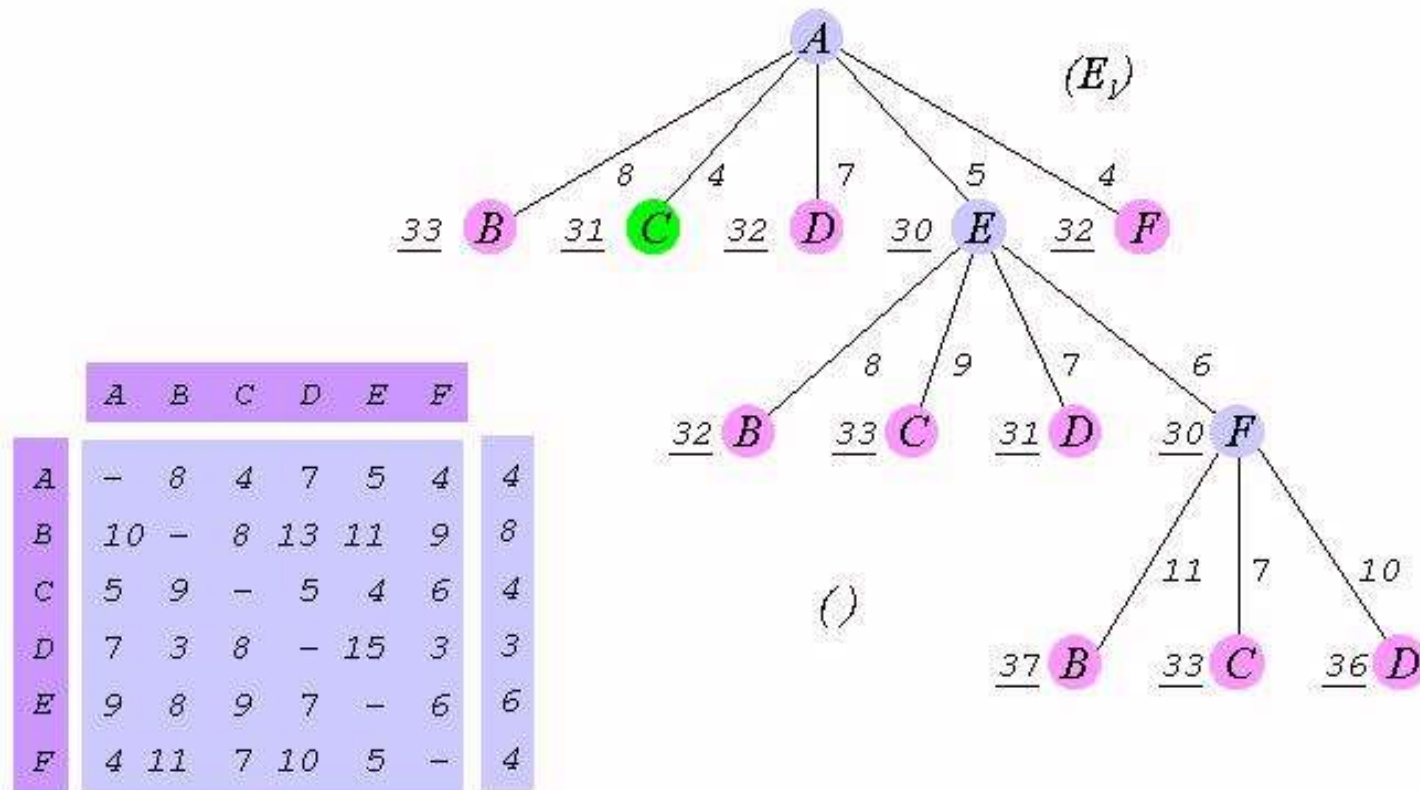 A
(E₁)
8 4 7 5 4
33 B 31 C 32 D 30 E 32 F
8 9 7 6
32 B 33 C 31 D 30 F
11 7 10
37 B 33 C 36 D
()
A B C D E F
A - 8 4 7 5 4 4
B 10 - 8 13 11 9 8
C 5 9 - 5 4 6 4
D 7 3 8 - 15 3 3
E 9 8 9 7 - 6 6
F 4 11 7 10 5 - 4